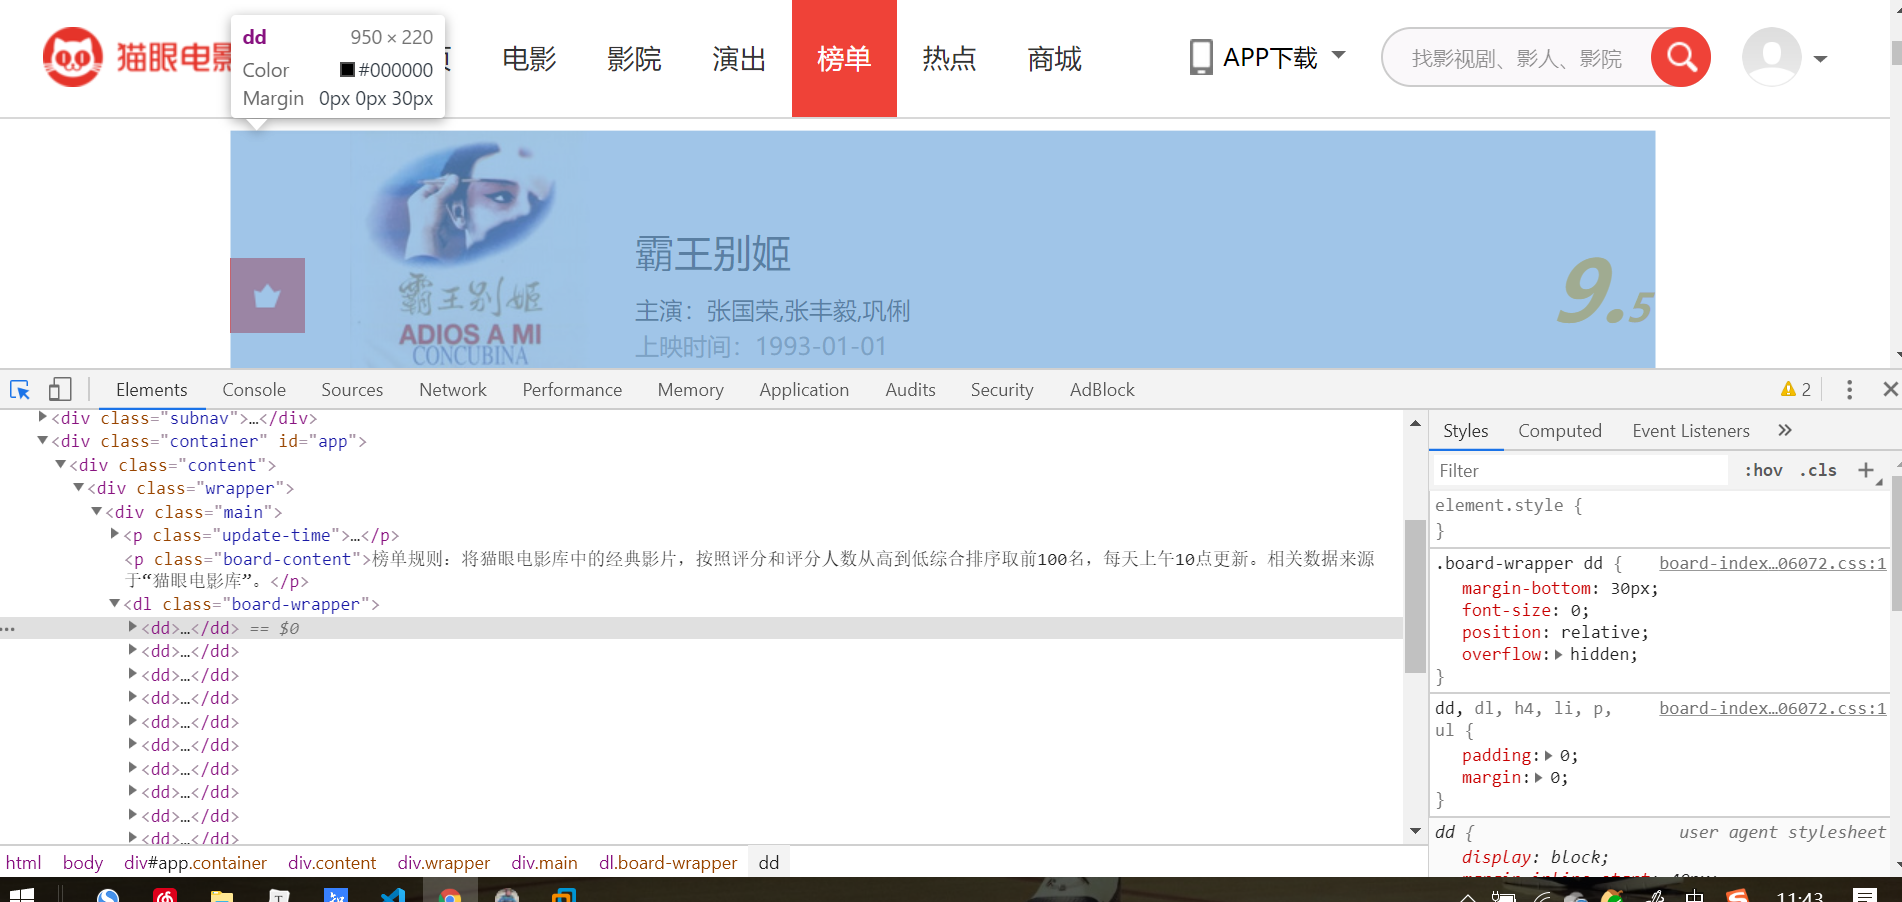 dd 950 × 220
Color #000000
Margin 0px 0px 30px
猫眼电影 页 电影 影院 演出 榜单 热点 商城 APP下载 找影视剧、影人、影院
霸王别姬
主演：张国荣,张丰毅,巩俐
上映时间：1993-01-01
9.5
霸王别姬
ADIOS A MI
CONCUBINA
Elements Console Sources Network Performance Memory Application Audits Security AdBlock 2
<div class="subnav">…</div>
<div class="container" id="app">
<div class="content">
<div class="wrapper">
<div class="main">
<p class="update-time">…</p>
<p class="board-content">榜单规则：将猫眼电影库中的经典影片，按照评分和评分人数从高到低综合排序取前100名，每天上午10点更新。相关数据来源
于“猫眼电影库”。</p>
<dl class="board-wrapper">
<dd>…</dd> == $0
<dd>…</dd>
<dd>…</dd>
<dd>…</dd>
<dd>…</dd>
<dd>…</dd>
<dd>…</dd>
<dd>…</dd>
<dd>…</dd>
<dd>…</dd>
html body div#app.container div.content div.wrapper div.main dl.board-wrapper dd
Styles Computed Event Listeners
Filter :hov .cls
element.style {
}
.board-wrapper dd { board-index…06072.css:1
margin-bottom: 30px;
font-size: 0;
position: relative;
overflow: hidden;
}
dd, dl, h4, li, p, board-index…06072.css:1
ul {
padding: 0;
margin: 0;
}
dd { user agent stylesheet
display: block;
中 11:43